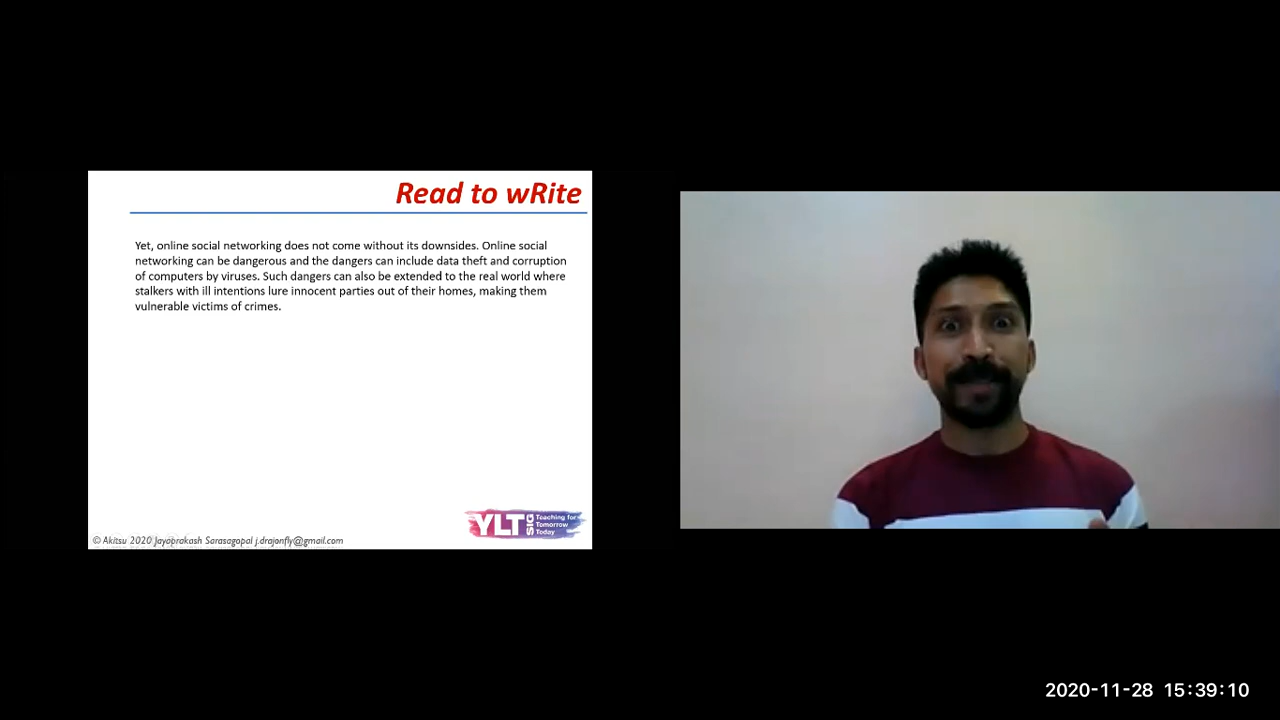 Read to wRite
Yet, online social networking does not come without its downsides. Online social
networking can be dangerous and the dangers can include data theft and corruption
of computers by viruses. Such dangers can also be extended to the real world where
stalkers with ill intentions lure innocent parties out of their homes, making them
vulnerable victims of crimes.
YLT SIG Teaching for
Tomorrow
Today
© Akitsu 2020 Jayaprakash Sarasagopal j.drajonfly@gmail.com
2020-11-28 15:39:10